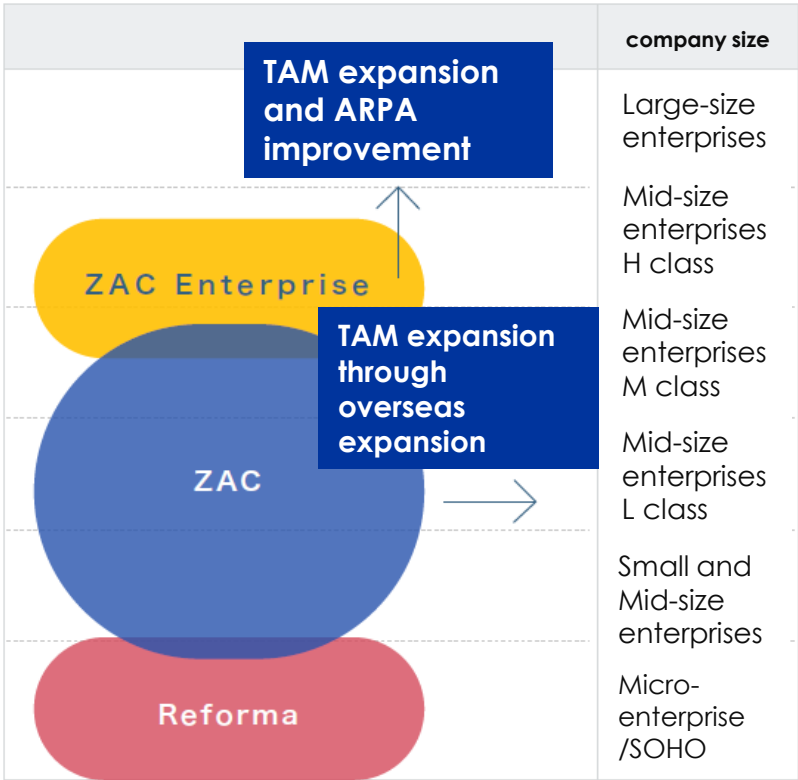 company size
TAM expansion
and ARPA
improvement
Large-size
enterprises
Mid-size
enterprises
H class
ZAC Enterprise
TAM expansion
through
overseas
expansion
Mid-size
enterprises
M class
ZAC
Mid-size
enterprises
L class
Small and
Mid-size
enterprises
Reforma
Micro-
enterprise
/SOHO